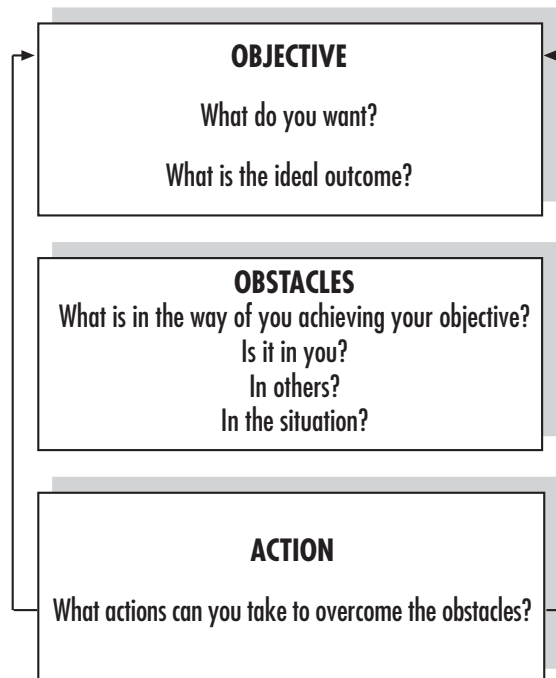 OBJECTIVE
What do you want?
What is the ideal outcome?
OBSTACLES
What is in the way of you achieving your objective?
Is it in you?
In others?
In the situation?
ACTION
What actions can you take to overcome the obstacles?